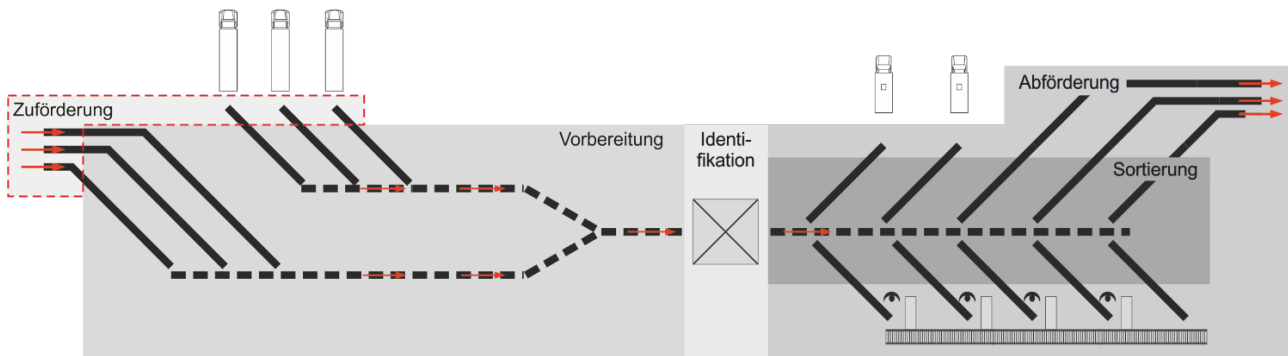 Zuförderung
Vorbereitung
Identi-
fikation
Abförderung
Sortierung